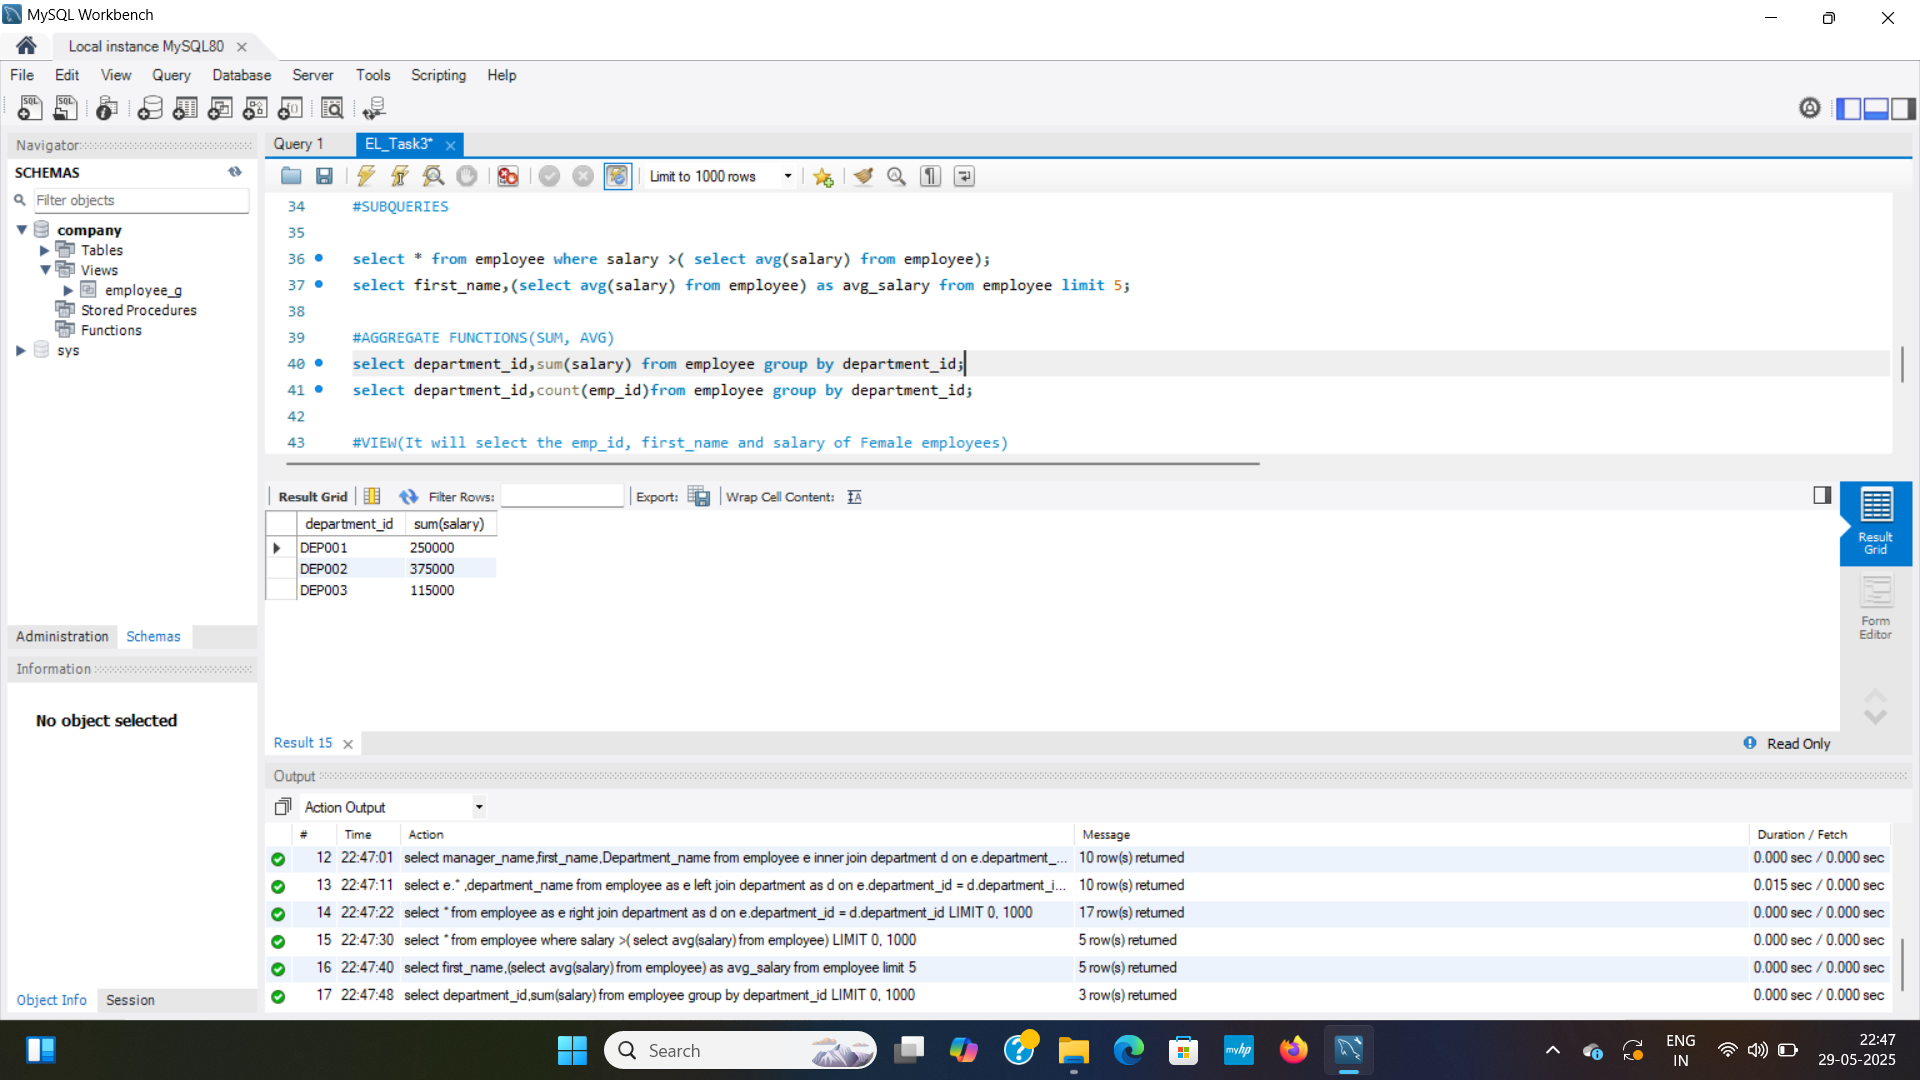 MySQL Workbench
Local instance MySQL80
File Edit View Query Database Server Tools Scripting Help
Navigator
SCHEMAS
Filter objects
company
Tables
Views
employee_g
Stored Procedures
Functions
sys
Administration Schemas
Information
No object selected
Object Info Session
Query 1 EL_Task3*
Limit to 1000 rows
34 #SUBQUERIES
35
36 select * from employee where salary >( select avg(salary) from employee);
37 select first_name,(select avg(salary) from employee) as avg_salary from employee limit 5;
38
39 #AGGREGATE FUNCTIONS(SUM, AVG)
40 select department_id,sum(salary) from employee group by department_id;
41 select department_id,count(emp_id)from employee group by department_id;
42
43 #VIEW(It will select the emp_id, first_name and salary of Female employees)
Result Grid Filter Rows: Export: Wrap Cell Content:
department_id sum(salary)
DEP001 250000
DEP002 375000
DEP003 115000
Result Grid
Form Editor
Result 15
Read Only
Output
Action Output
# Time Action Message Duration / Fetch
12 22:47:01 select manager_name,first_name,Department_name from employee e inner join department d on e.department_... 10 row(s) returned 0.000 sec / 0.000 sec
13 22:47:11 select e.* ,department_name from employee as e left join department as d on e.department_id = d.department_i... 10 row(s) returned 0.015 sec / 0.000 sec
14 22:47:22 select * from employee as e right join department as d on e.department_id = d.department_id LIMIT 0, 1000 17 row(s) returned 0.000 sec / 0.000 sec
15 22:47:30 select * from employee where salary >( select avg(salary) from employee) LIMIT 0, 1000 5 row(s) returned 0.000 sec / 0.000 sec
16 22:47:40 select first_name,(select avg(salary) from employee) as avg_salary from employee limit 5 5 row(s) returned 0.000 sec / 0.000 sec
17 22:47:48 select department_id,sum(salary) from employee group by department_id LIMIT 0, 1000 3 row(s) returned 0.000 sec / 0.000 sec
Search
myhp
ENG
IN
22:47
29-05-2025